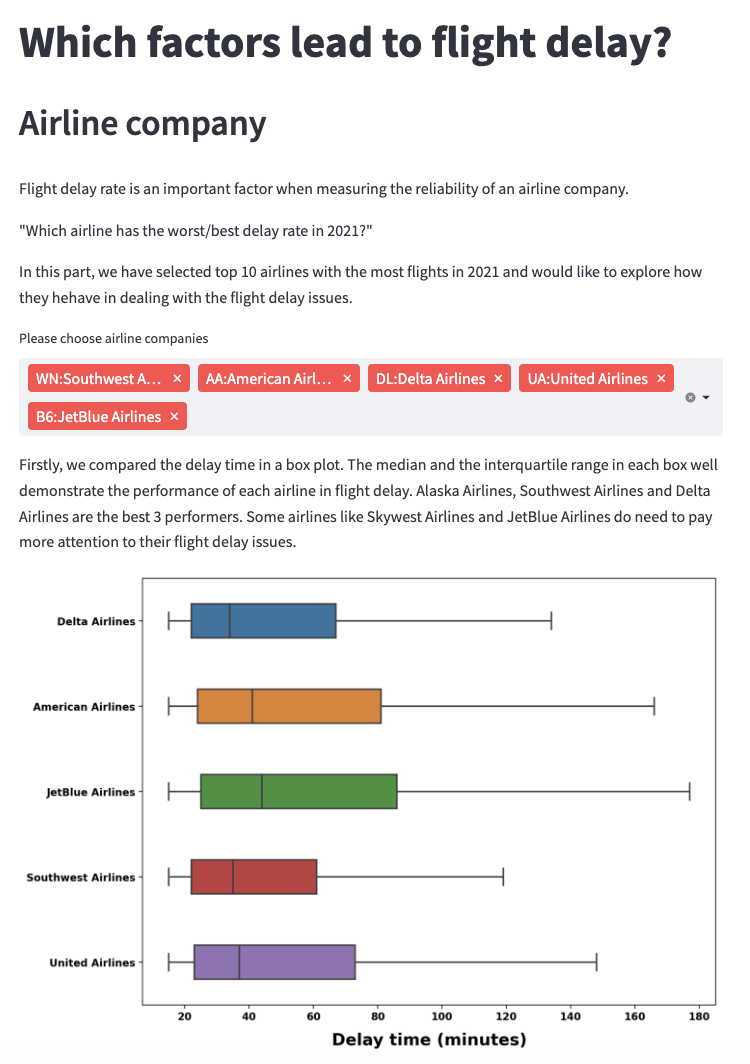 Which factors lead to flight delay?
Airline company
Flight delay rate is an important factor when measuring the reliability of an airline company.
"Which airline has the worst/best delay rate in 2021?"
In this part, we have selected top 10 airlines with the most flights in 2021 and would like to explore how
they hehave in dealing with the flight delay issues.
Please choose airline companies
WN:Southwest A... × AA:American Airl... × DL:Delta Airlines × UA:United Airlines ×
B6:JetBlue Airlines ×
Firstly, we compared the delay time in a box plot. The median and the interquartile range in each box well
demonstrate the performance of each airline in flight delay. Alaska Airlines, Southwest Airlines and Delta
Airlines are the best 3 performers. Some airlines like Skywest Airlines and JetBlue Airlines do need to pay
more attention to their flight delay issues.
Delta Airlines
American Airlines
JetBlue Airlines
Southwest Airlines
United Airlines
20 40 60 80 100 120 140 160 180
Delay time (minutes)